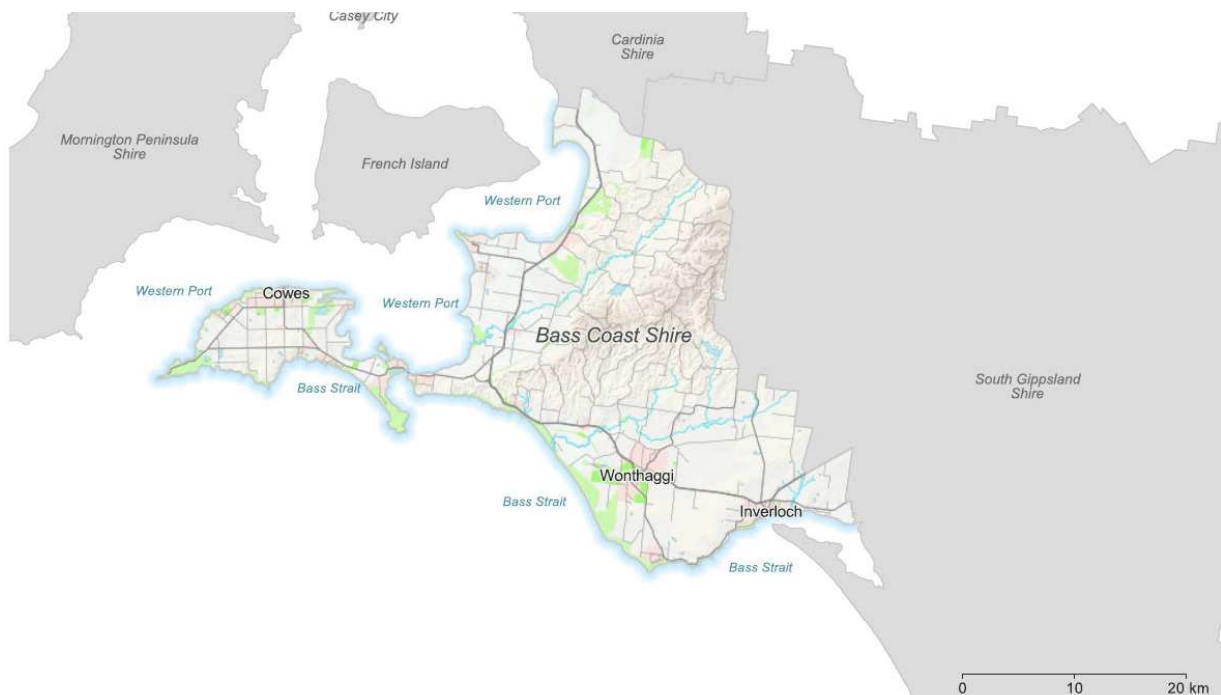 Casey City
Cardinia
Shire
Mornington Peninsula
Shire
French Island
Western Port
Western Port
Cowes
Western Port
Bass Coast Shire
Bass Strait
South Gippsland
Shire
Wonthaggi
Bass Strait
Inverloch
Bass Strait
0 10 20 km